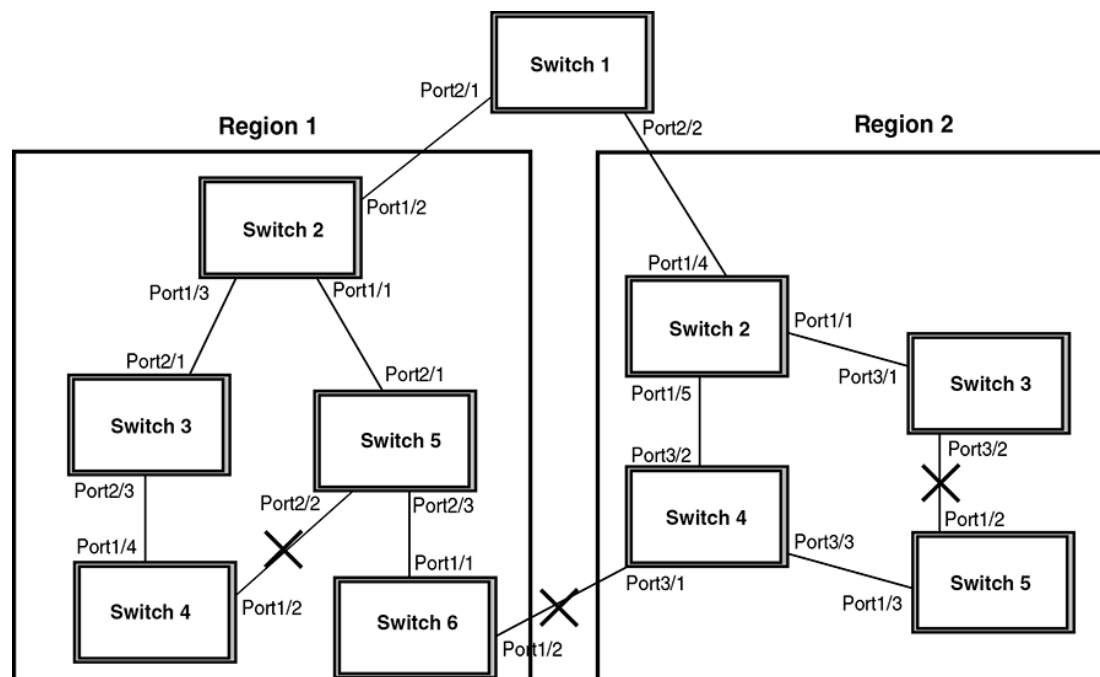 Switch 1
Port2/1
Port2/2
Region 1
Region 2
Switch 2
Port1/2
Port1/3
Port1/1
Port2/1
Port2/1
Switch 3
Switch 5
Port2/3
Port2/2
Port2/3
Port1/4
Port1/1
Switch 4
Port1/2
Switch 6
Port1/2
Port1/4
Switch 2
Port1/1
Port3/1
Switch 3
Port1/5
Port3/2
Port3/2
Switch 4
Port3/3
Port3/1
Port1/2
Switch 5
Port1/3